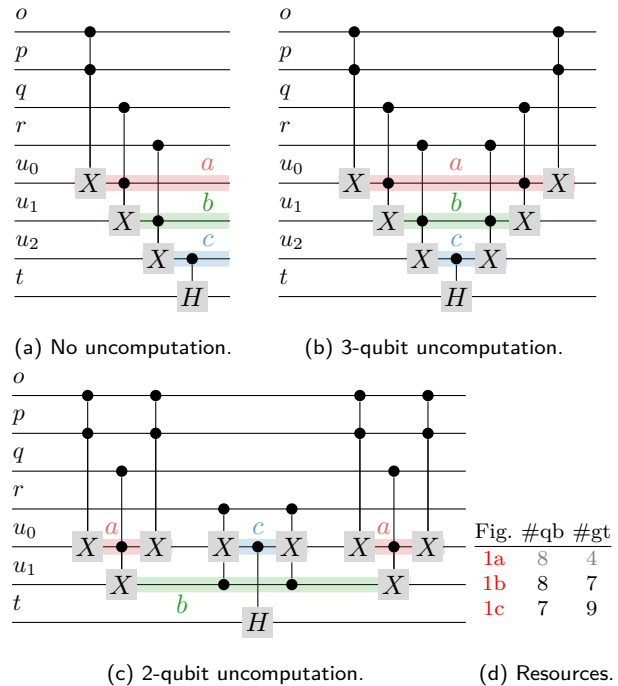 o o
p p
q q
r r
u₀ a u₀ a
X X X X
u₁ b u₁ b
X X X
u₂ c u₂ c
X X X
t t
H H
(a) No uncomputation. (b) 3-qubit uncomputation.
o
p
q
r
u₀ a c a
X X X X X X
u₁
X X
b
t
H
Fig. #qb #gt
1a 8 4
1b 8 7
1c 7 9
(c) 2-qubit uncomputation. (d) Resources.